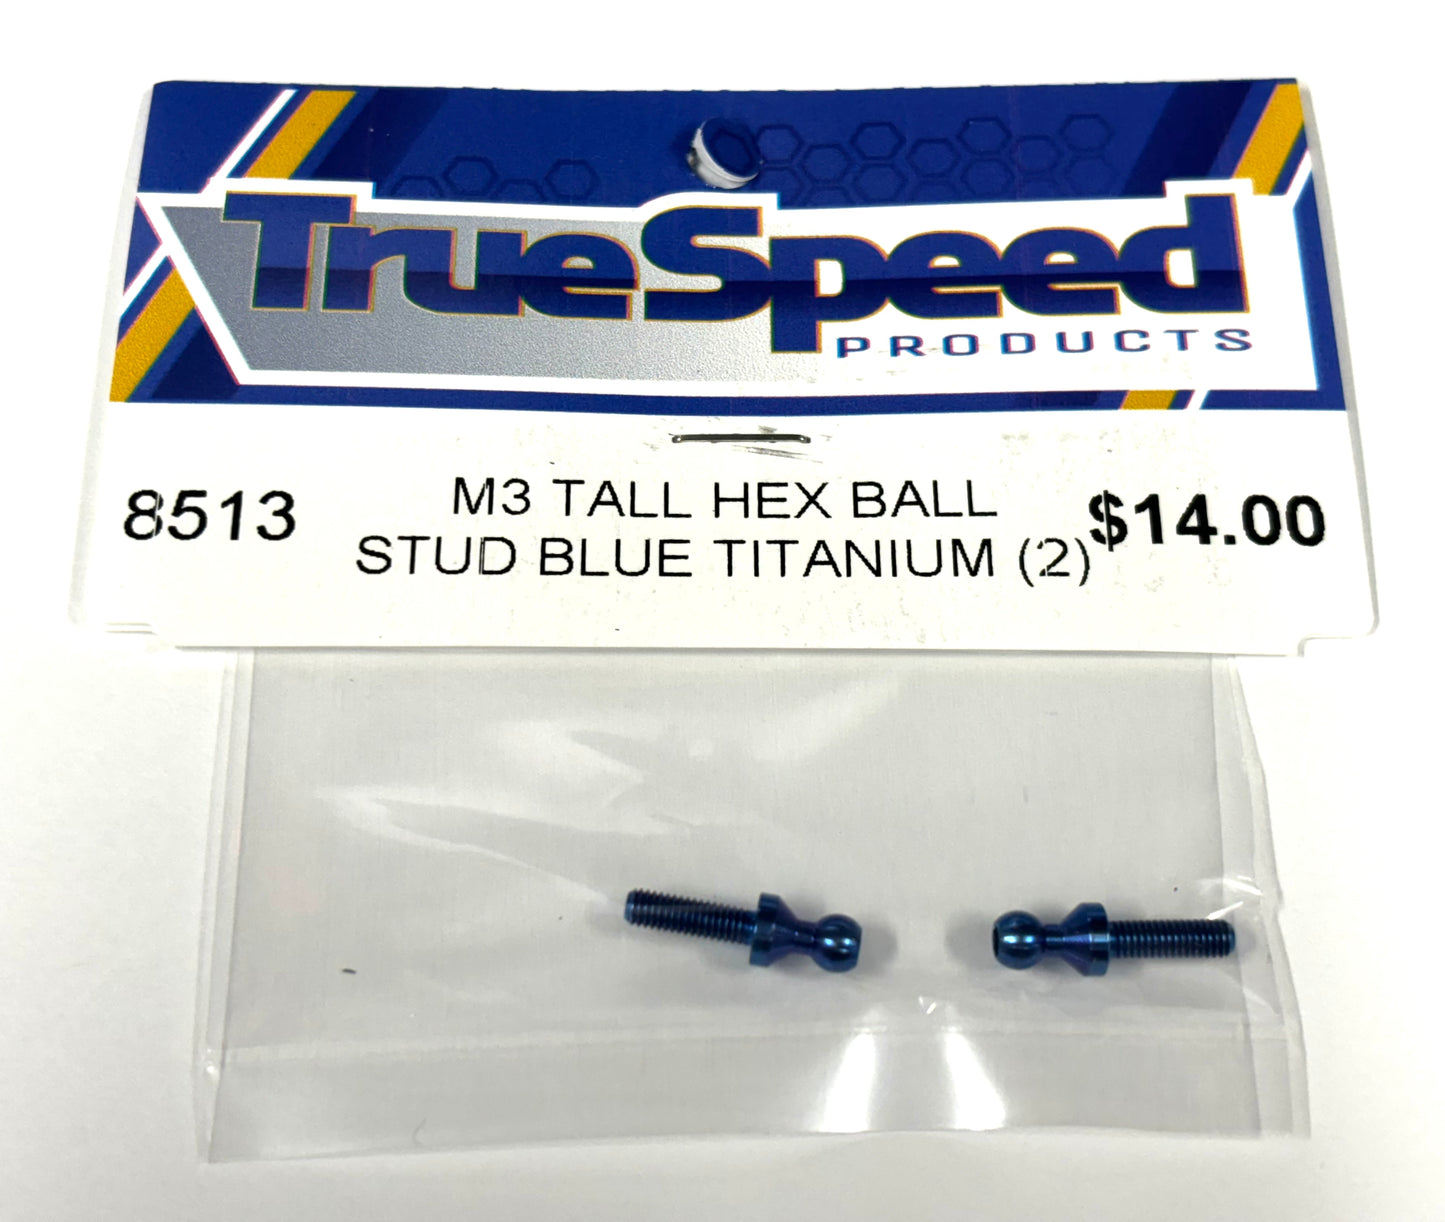 TrueSpeed
PRODUCTS
8513
M3 TALL HEX BALL
STUD BLUE TITANIUM (2)
$14.00